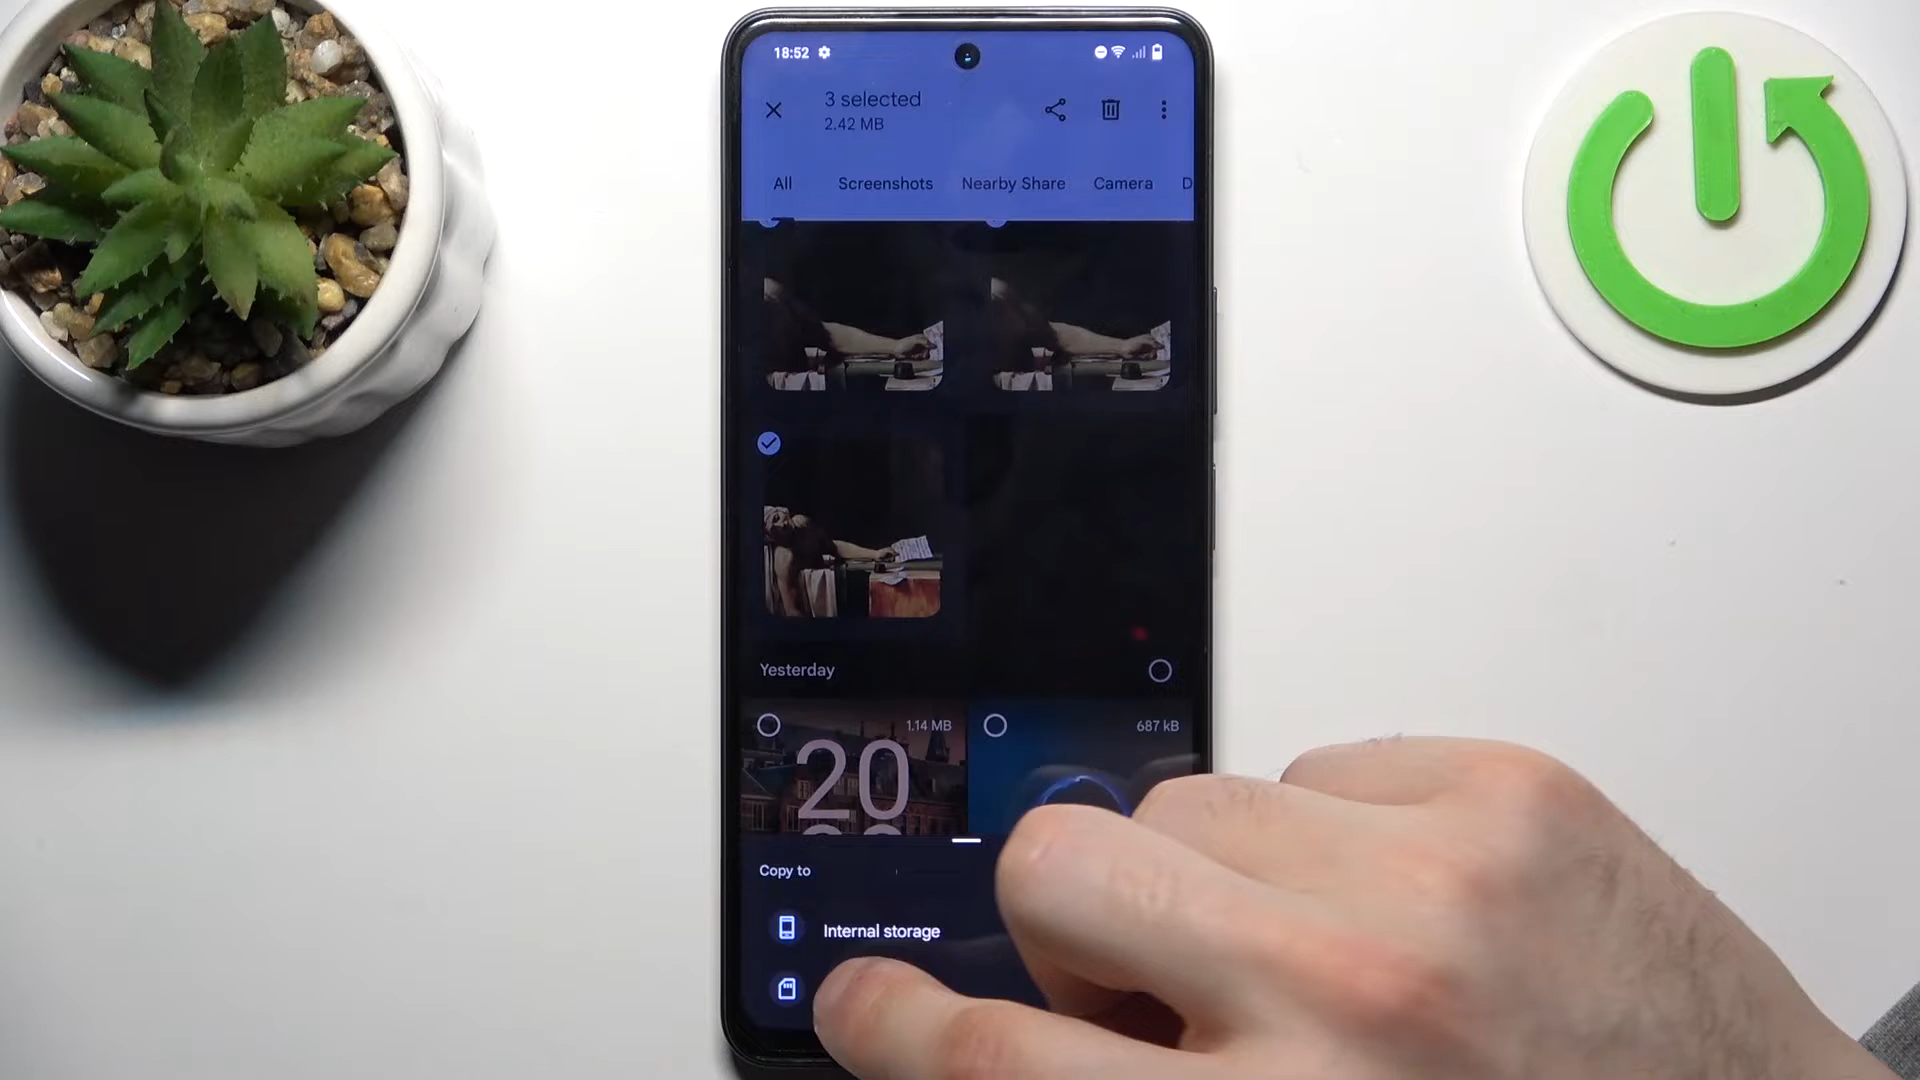 18:52
3 selected
2.42 MB
All Screenshots Nearby Share Camera D
Yesterday
1.14 MB 687 kB
20
Copy to
Internal storage